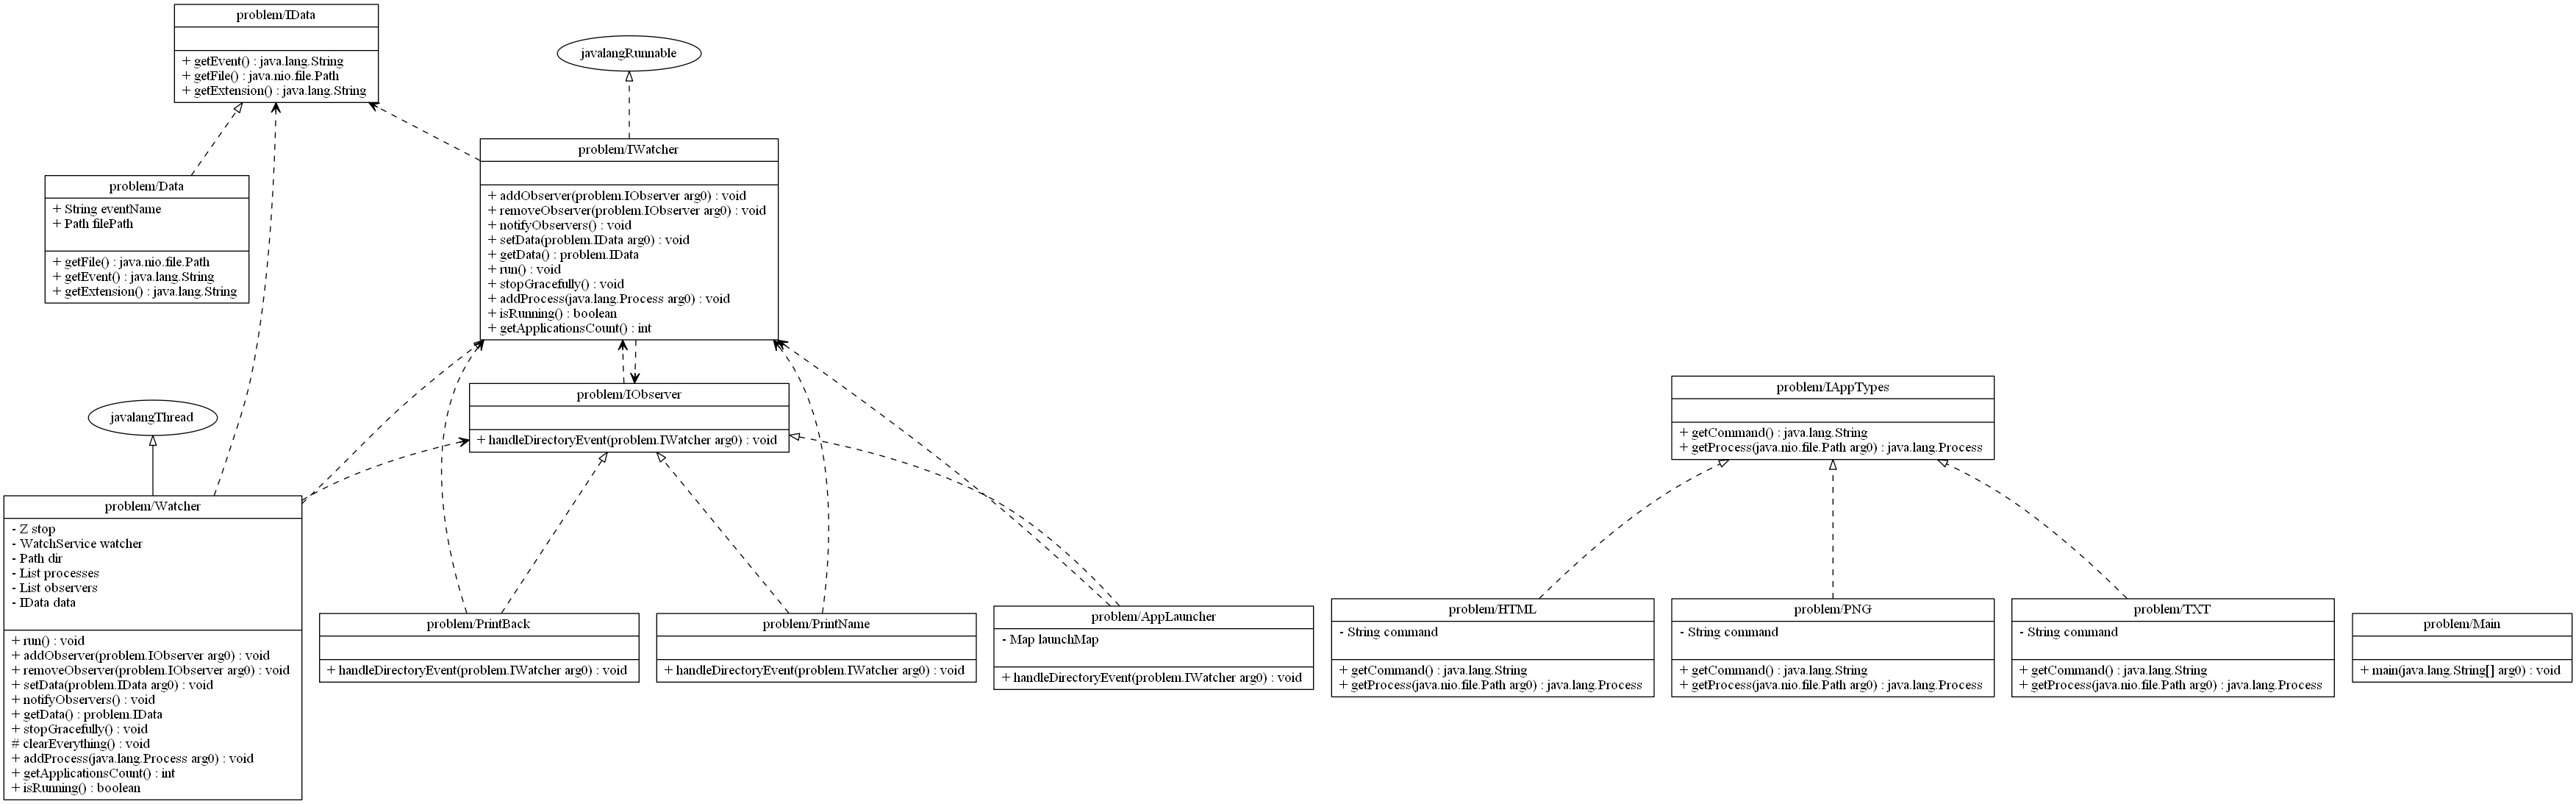 problem/IData
+ getEvent() : java.lang.String
+ getFile() : java.nio.file.Path
+ getExtension() : java.lang.String
javalangRunnable
problem/IWatcher
+ addObserver(problem.IObserver arg0) : void
+ removeObserver(problem.IObserver arg0) : void
+ notifyObservers() : void
+ setData(problem.IData arg0) : void
+ getData() : problem.IData
+ run() : void
+ stopGracefully() : void
+ addProcess(java.lang.Process arg0) : void
+ isRunning() : boolean
+ getApplicationsCount() : int
problem/Data
+ String eventName
+ Path filePath
+ getFile() : java.nio.file.Path
+ getEvent() : java.lang.String
+ getExtension() : java.lang.String
javalangThread
problem/IObserver
+ handleDirectoryEvent(problem.IWatcher arg0) : void
problem/IAppTypes
+ getCommand() : java.lang.String
+ getProcess(java.nio.file.Path arg0) : java.lang.Process
problem/Watcher
- Z stop
- WatchService watcher
- Path dir
- List processes
- List observers
- IData data
+ run() : void
+ addObserver(problem.IObserver arg0) : void
+ removeObserver(problem.IObserver arg0) : void
+ setData(problem.IData arg0) : void
+ notifyObservers() : void
+ getData() : problem.IData
+ stopGracefully() : void
# clearEverything() : void
+ addProcess(java.lang.Process arg0) : void
+ getApplicationsCount() : int
+ isRunning() : boolean
problem/PrintBack
+ handleDirectoryEvent(problem.IWatcher arg0) : void
problem/PrintName
+ handleDirectoryEvent(problem.IWatcher arg0) : void
problem/AppLauncher
- Map launchMap
+ handleDirectoryEvent(problem.IWatcher arg0) : void
problem/HTML
- String command
+ getCommand() : java.lang.String
+ getProcess(java.nio.file.Path arg0) : java.lang.Process
problem/PNG
- String command
+ getCommand() : java.lang.String
+ getProcess(java.nio.file.Path arg0) : java.lang.Process
problem/TXT
- String command
+ getCommand() : java.lang.String
+ getProcess(java.nio.file.Path arg0) : java.lang.Process
problem/Main
+ main(java.lang.String[] arg0) : void